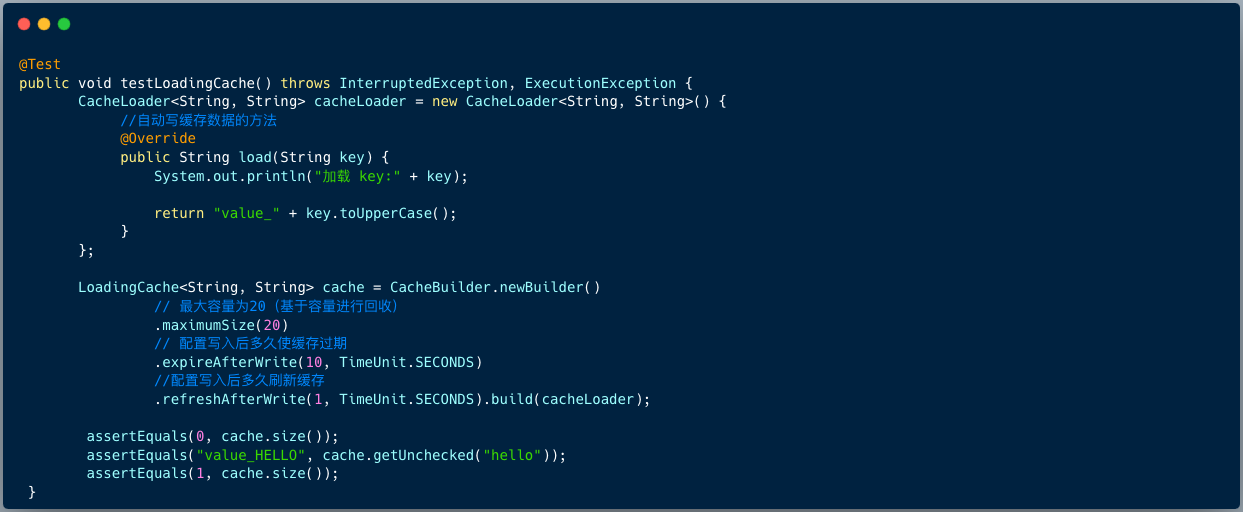 @Test
public void testLoadingCache() throws InterruptedException, ExecutionException {
CacheLoader<String, String> cacheLoader = new CacheLoader<String, String>() {
//自动写缓存数据的方法
@Override
public String load(String key) {
System.out.println("加载 key:" + key);
return "value_" + key.toUpperCase();
}
};
LoadingCache<String, String> cache = CacheBuilder.newBuilder()
// 最大容量为20（基于容量进行回收）
.maximumSize(20)
// 配置写入后多久使缓存过期
.expireAfterWrite(10, TimeUnit.SECONDS)
//配置写入后多久刷新缓存
.refreshAfterWrite(1, TimeUnit.SECONDS).build(cacheLoader);
assertEquals(0, cache.size());
assertEquals("value_HELLO", cache.getUnchecked("hello"));
assertEquals(1, cache.size());
}